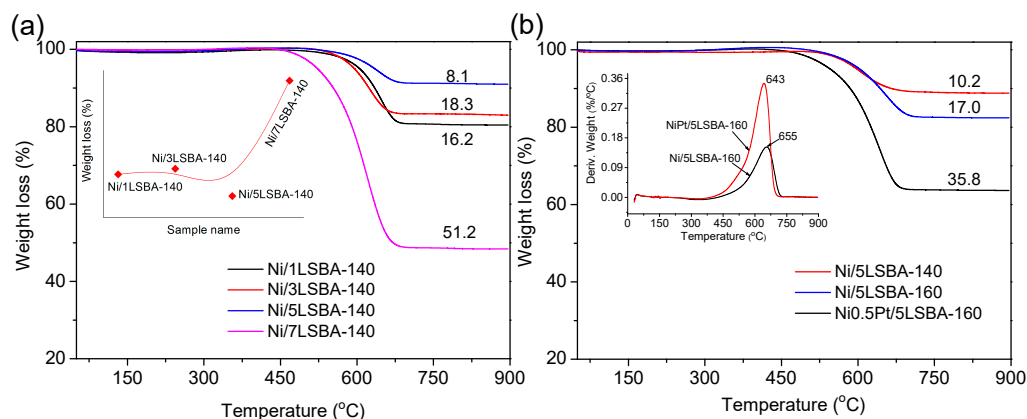 (a)
Weight loss (%)
100
80
60
40
20
8.1
18.3
16.2
51.2
Weight loss (%)
Ni/1LSBA-140
Ni/3LSBA-140
Ni/5LSBA-140
Ni/7LSBA-140
Sample name
Ni/1LSBA-140
Ni/3LSBA-140
Ni/5LSBA-140
Ni/7LSBA-140
150 300 450 600 750 900
Temperature (°C)
(b)
Weight loss (%)
100
80
60
40
20
10.2
17.0
35.8
Deriv. Weight (%/ºC)
0.36
0.27
0.18
0.09
0.00
643
655
NiPt/5LSBA-160
Ni/5LSBA-160
0 150 300 450 600 750 900
Temperature (°C)
Ni/5LSBA-140
Ni/5LSBA-160
Ni0.5Pt/5LSBA-160
150 300 450 600 750 900
Temperature (°C)